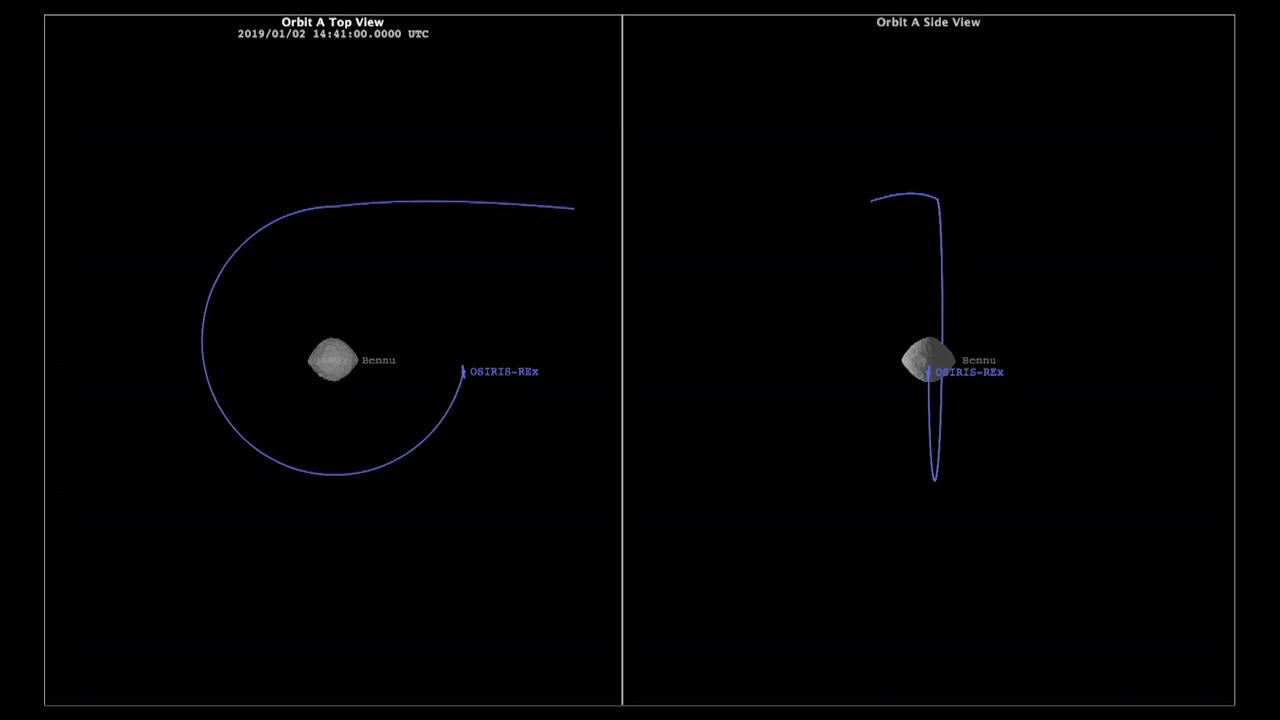 Orbit A Top View
2019/01/02 14:41:00.0000 UTC
Bennu
OSIRIS-REx
Orbit A Side View
Bennu
OSIRIS-REx